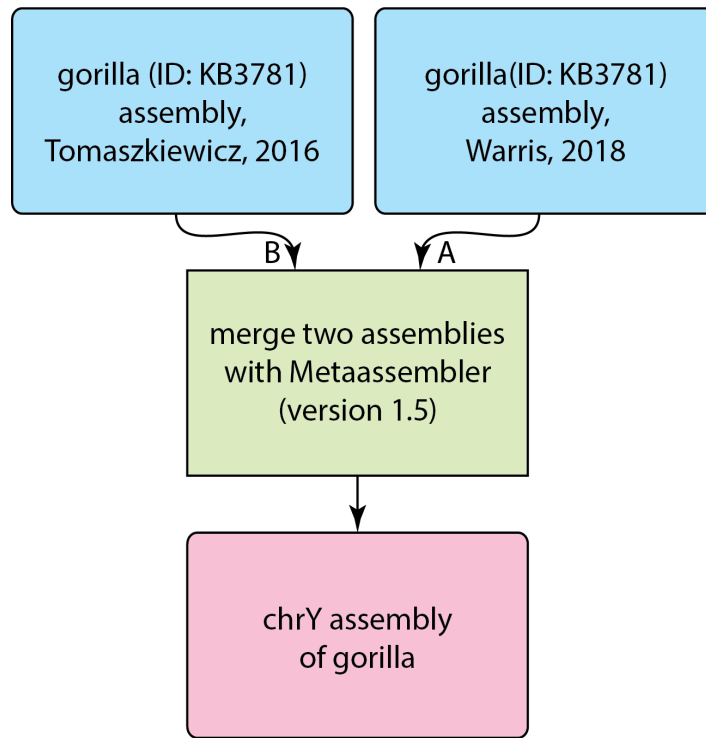 gorilla (ID: KB3781)
assembly,
Tomaszkiewicz, 2016
gorilla(ID: KB3781)
assembly,
Warris, 2018
B
A
merge two assemblies
with Metaassembler
(version 1.5)
chrY assembly
of gorilla